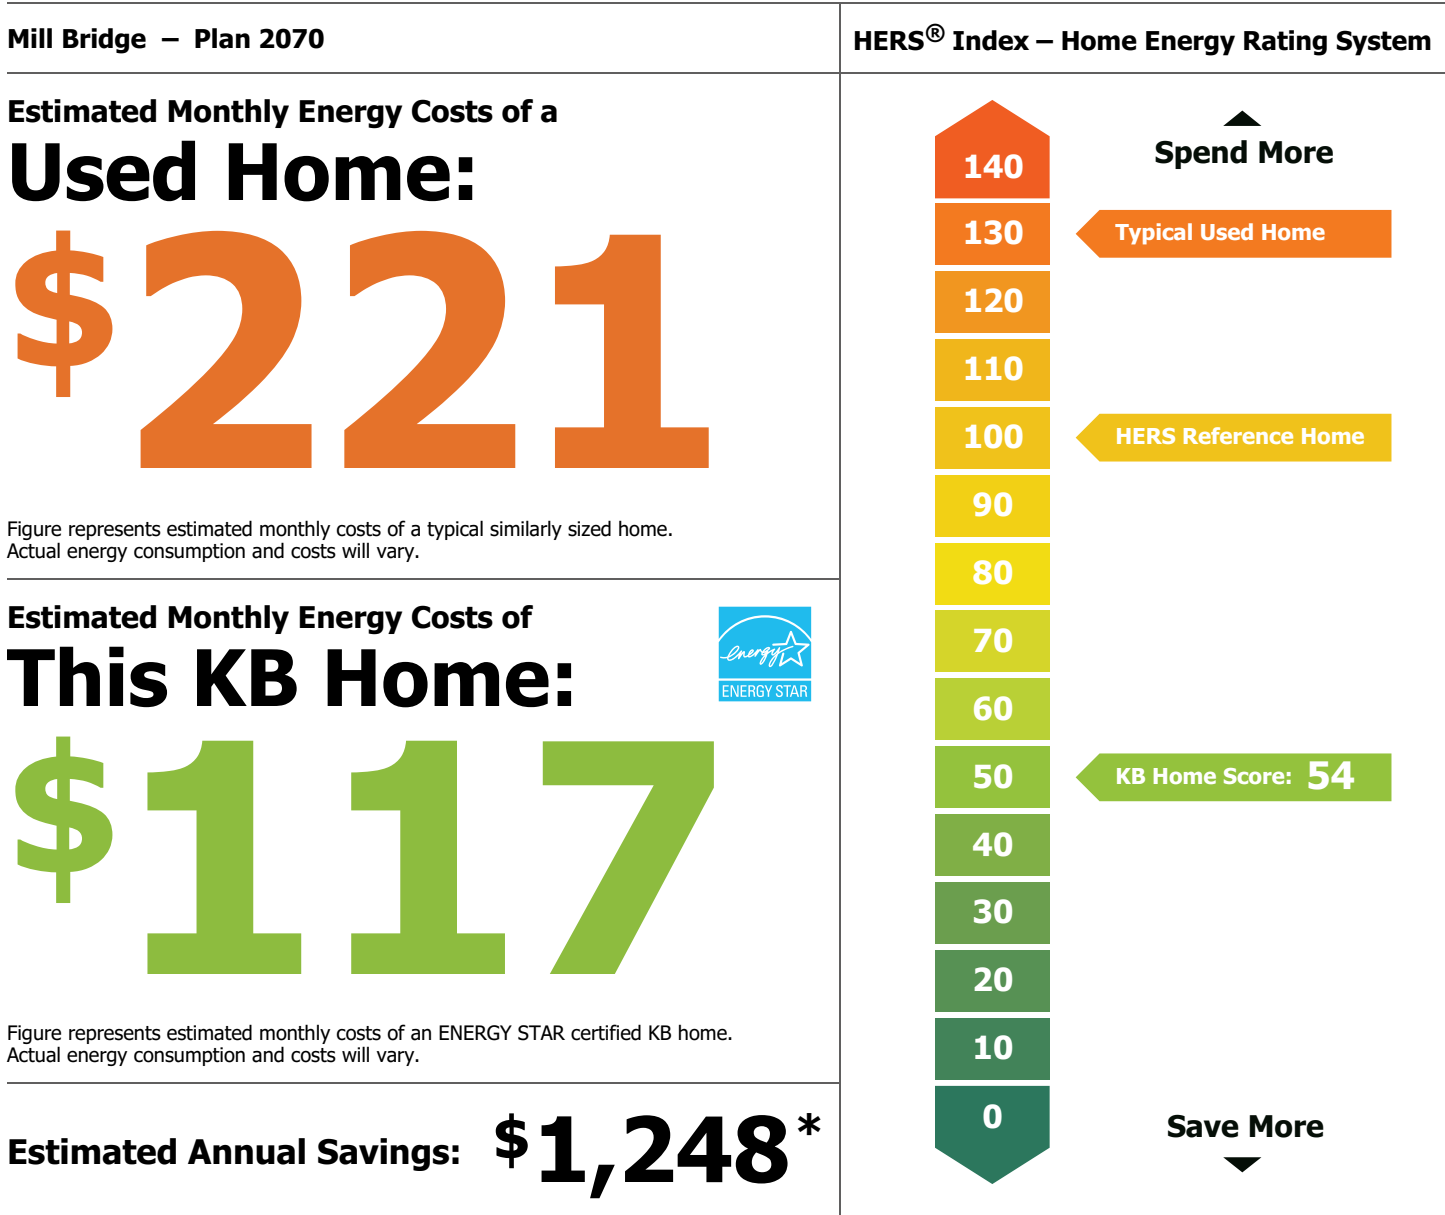 Mill Bridge – Plan 2070
Estimated Monthly Energy Costs of a
Used Home:
$221
Figure represents estimated monthly costs of a typical similarly sized home.
Actual energy consumption and costs will vary.
Estimated Monthly Energy Costs of
This KB Home:
energy
ENERGY STAR
$117
Figure represents estimated monthly costs of an ENERGY STAR certified KB home.
Actual energy consumption and costs will vary.
Estimated Annual Savings: $1,248*
HERS® Index – Home Energy Rating System
Spend More
140
130 Typical Used Home
120
110
100 HERS Reference Home
90
80
70
60
50 KB Home Score: 54
40
30
20
10
0
Save More